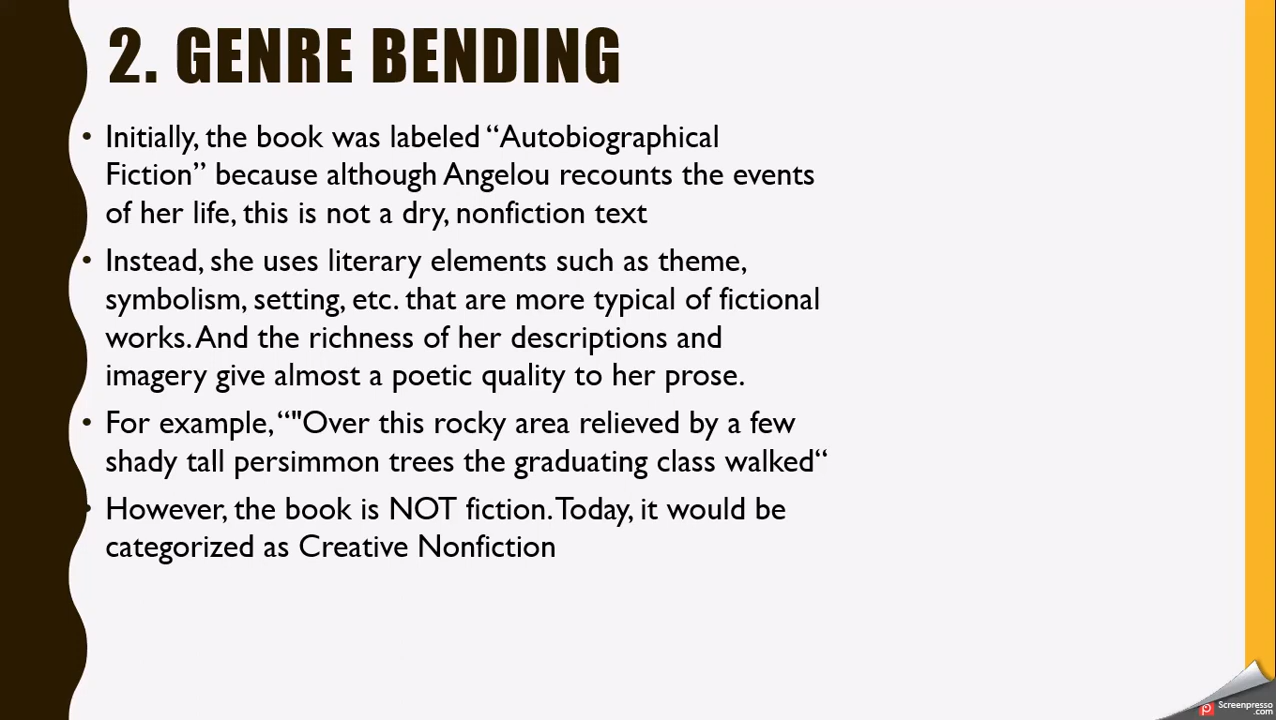 2. GENRE BENDING
• Initially, the book was labeled “Autobiographical
Fiction” because although Angelou recounts the events
of her life, this is not a dry, nonfiction text
• Instead, she uses literary elements such as theme,
symbolism, setting, etc. that are more typical of fictional
works. And the richness of her descriptions and
imagery give almost a poetic quality to her prose.
• For example, “"Over this rocky area relieved by a few
shady tall persimmon trees the graduating class walked“
• However, the book is NOT fiction. Today, it would be
categorized as Creative Nonfiction
Screenpresso
.com